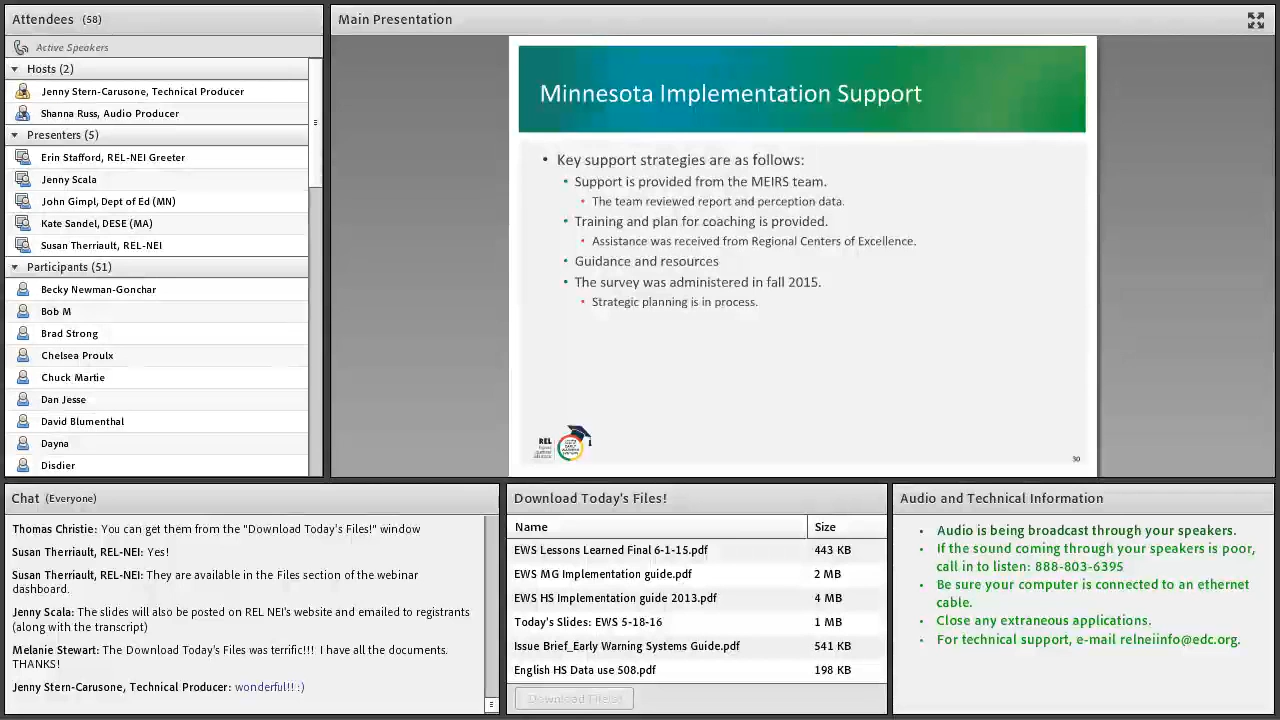 Attendees (58)
Active Speakers
Hosts (2)
Jenny Stern-Carusone, Technical Producer
Shanna Russ, Audio Producer
Presenters (5)
Erin Stafford, REL-NEI Greeter
Jenny Scala
John Gimpl, Dept of Ed (MN)
Kate Sandel, DESE (MA)
Susan Therriault, REL-NEI
Participants (51)
Becky Newman-Gonchar
Bob M
Brad Strong
Chelsea Proulx
Chuck Martie
Dan Jesse
David Blumenthal
Dayna
Disdier
Main Presentation
Minnesota Implementation Support
• Key support strategies are as follows:
• Support is provided from the MEIRS team.
• The team reviewed report and perception data.
• Training and plan for coaching is provided.
• Assistance was received from Regional Centers of Excellence.
• Guidance and resources
• The survey was administered in fall 2015.
• Strategic planning is in process.
REL
30
Chat (Everyone)
Thomas Christie: You can get them from the "Download Today's Files!" window
Susan Therriault, REL-NEI: Yes!
Susan Therriault, REL-NEI: They are available in the Files section of the webinar
dashboard.
Jenny Scala: The slides will also be posted on REL NEI's website and emailed to registrants
(along with the transcript)
Melanie Stewart: The Download Today's Files was terrific!!! I have all the documents.
THANKS!
Jenny Stern-Carusone, Technical Producer: wonderful!! :)
Download Today's Files!
Name Size
EWS Lessons Learned Final 6-1-15.pdf 443 KB
EWS MG Implementation guide.pdf 2 MB
EWS HS Implementation guide 2013.pdf 4 MB
Today's Slides: EWS 5-18-16 1 MB
Issue Brief_Early Warning Systems Guide.pdf 541 KB
English HS Data use 508.pdf 198 KB
Download File(s)
Audio and Technical Information
• Audio is being broadcast through your speakers.
• If the sound coming through your speakers is poor,
call in to listen: 888-803-6395
• Be sure your computer is connected to an ethernet
cable.
• Close any extraneous applications.
• For technical support, e-mail relneiinfo@edc.org.